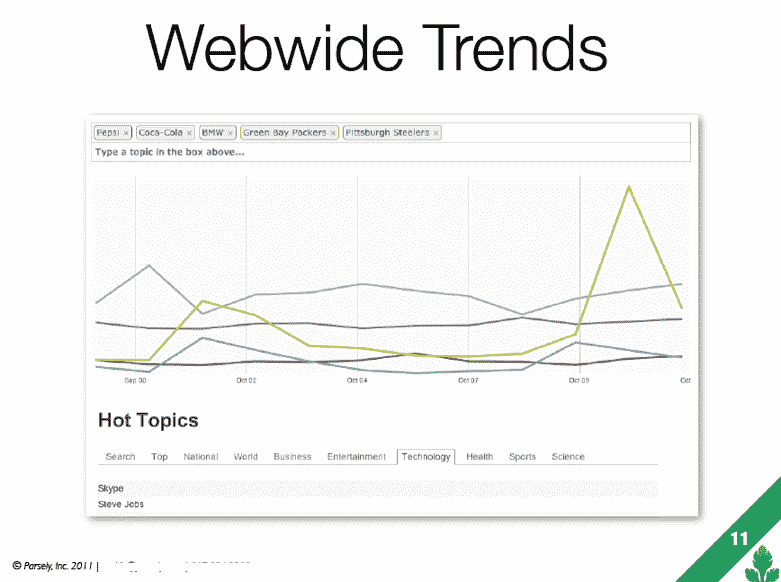 Webwide Trends
Pepsi × Coca-Cola × BMW × Green Bay Packers × Pittsburgh Steelers ×
Type a topic in the box above...
Sep 30 Oct 02 Oct 04 Oct 07 Oct 09 Oct
Hot Topics
Search Top National World Business Entertainment Technology Health Sports Science
Skype
Steve Jobs
11
© Parsely, Inc. 2011 |